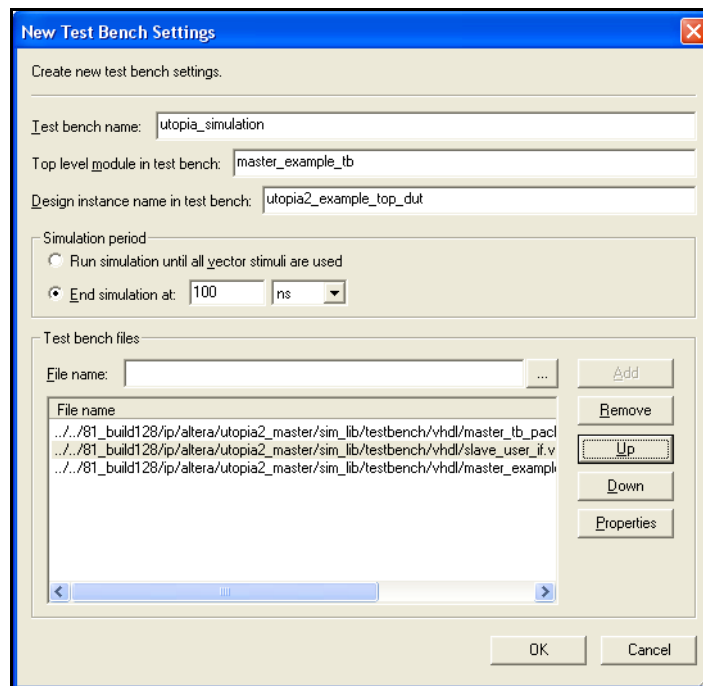 New Test Bench Settings
Create new test bench settings.
Test bench name: utopia_simulation
Top level module in test bench: master_example_tb
Design instance name in test bench: utopia2_example_top_dut
Simulation period
Run simulation until all vector stimuli are used
End simulation at: 100 ns
Test bench files
File name: ... Add
File name
../../81_build128/ip/altera/utopia2_master/sim_lib/testbench/vhdl/master_tb_pacl
../../81_build128/ip/altera/utopia2_master/sim_lib/testbench/vhdl/slave_user_if.v
../../81_build128/ip/altera/utopia2_master/sim_lib/testbench/vhdl/master_exampl
Remove
Up
Down
Properties
OK Cancel